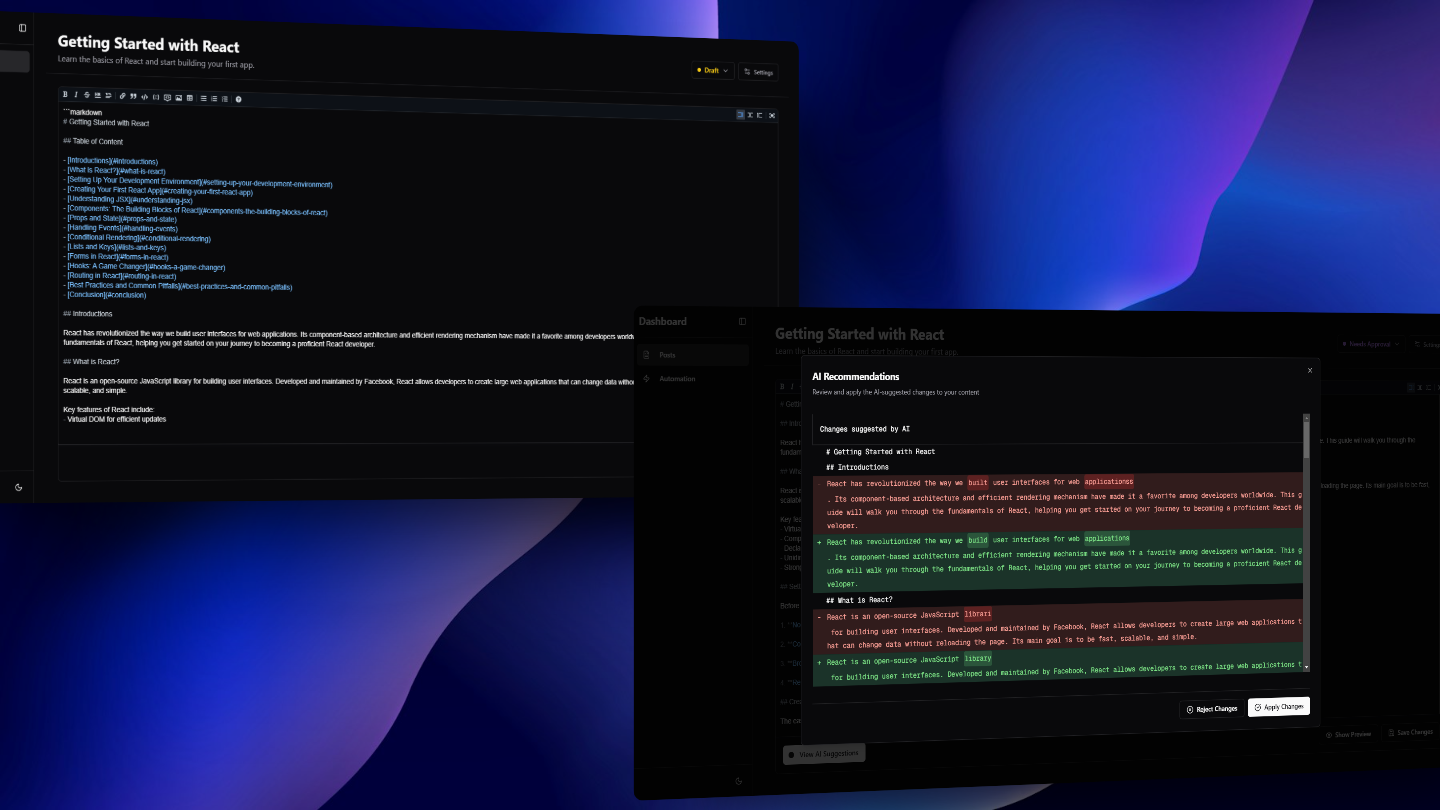 Getting Started with React
Learn the basics of React and start building your first app.
Draft
Settings
```markdown
# Getting Started with React
## Table of Content
- [Introductions](#introductions)
- [What is React?](#what-is-react)
- [Setting Up Your Development Environment](#setting-up-your-development-environment)
- [Creating Your First React App](#creating-your-first-react-app)
- [Understanding JSX](#understanding-jsx)
- [Components: The Building Blocks of React](#components-the-building-blocks-of-react)
- [Props and State](#props-and-state)
- [Handling Events](#handling-events)
- [Conditional Rendering](#conditional-rendering)
- [Lists and Keys](#lists-and-keys)
- [Forms in React](#forms-in-react)
- [Hooks: A Game Changer](#hooks-a-game-changer)
- [Routing in React](#routing-in-react)
- [Best Practices and Common Pitfalls](#best-practices-and-common-pitfalls)
- [Conclusion](#conclusion)
## Introductions
React has revolutionized the way we build user interfaces for web applications. Its component-based architecture and efficient rendering mechanism have made it a favorite among developers
fundamentals of React, helping you get started on your journey to becoming a proficient React developer.
## What is React?
React is an open-source JavaScript library for building user interfaces. Developed and maintained by Facebook, React allows developers to create large web applications that can change data
scalable, and simple.
Key features of React include:
- Virtual DOM for efficient updates
Dashboard
Posts
Automation
Getting Started with React
Learn the basics of React and start building your first app.
Needs Approval
AI Recommendations
Review and apply the AI-suggested changes to your content
Changes suggested by AI
# Getting Started with React
## Introductions
- React has revolutionized the way we built user interfaces for web applicationss
. Its component-based architecture and efficient rendering mechanism have made it a favorite among developers worldwide. This g
uide will walk you through the fundamentals of React, helping you get started on your journey to becoming a proficient React de
veloper.
+ React has revolutionized the way we build user interfaces for web applications
. Its component-based architecture and efficient rendering mechanism have made it a favorite among developers worldwide. This g
uide will walk you through the fundamentals of React, helping you get started on your journey to becoming a proficient React de
veloper.
## What is React?
- React is an open-source JavaScript librari
for building user interfaces. Developed and maintained by Facebook, React allows developers to create large web applications t
hat can change data without reloading the page. Its main goal is to be fast, scalable, and simple.
+ React is an open-source JavaScript library
for building user interfaces. Developed and maintained by Facebook, React allows developers to create large web applications t
Reject Changes
Apply Changes
View AI Suggestions
Show Preview
Save Changes